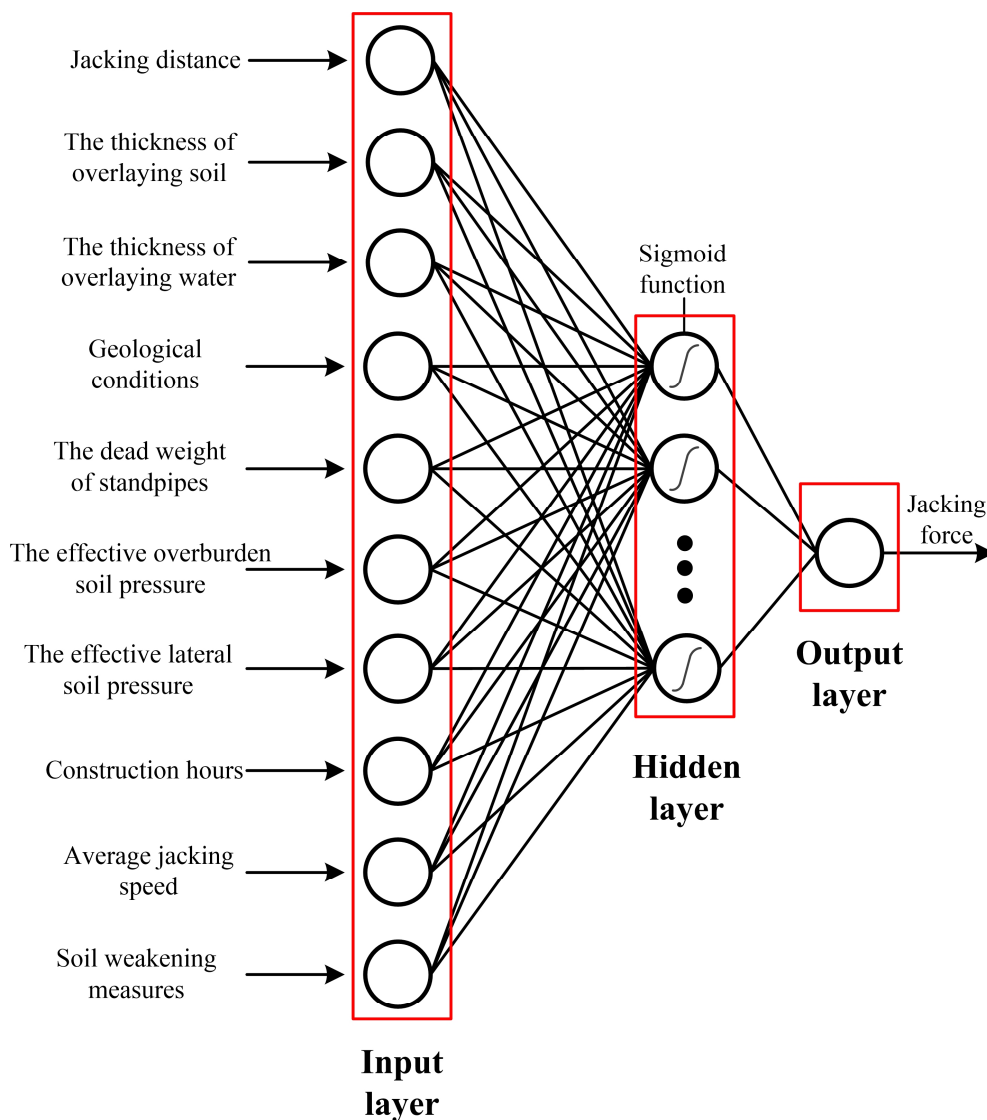 Jacking distance
The thickness of
overlaying soil
The thickness of
overlaying water
Geological
conditions
The dead weight
of standpipes
The effective overburden
soil pressure
The effective lateral
soil pressure
Construction hours
Average jacking
speed
Soil weakening
measures
Input
layer
Sigmoid
function
Hidden
layer
Jacking
force
Output
layer